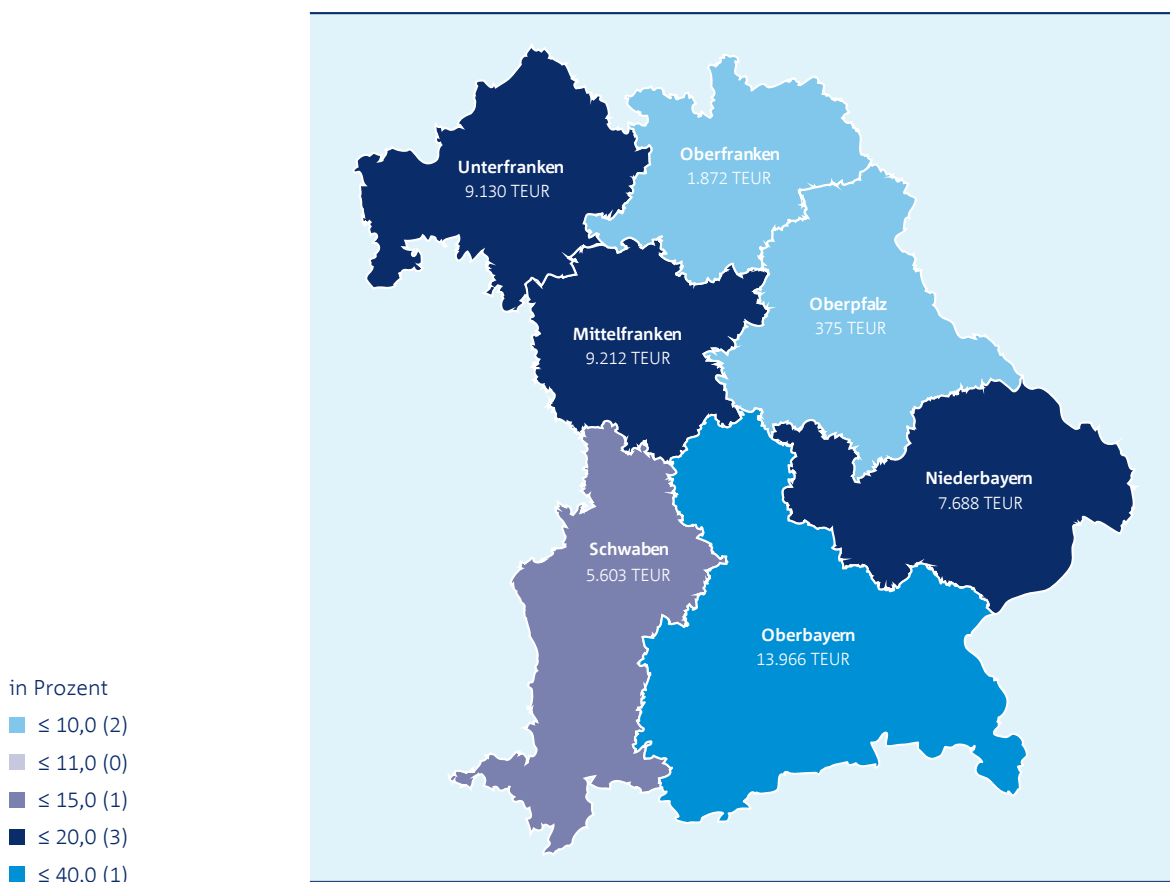 Unterfranken
9.130 TEUR
Oberfranken
1.872 TEUR
Oberpfalz
375 TEUR
Mittelfranken
9.212 TEUR
Niederbayern
7.688 TEUR
Schwaben
5.603 TEUR
Oberbayern
13.966 TEUR
in Prozent
≤ 10,0 (2)
≤ 11,0 (0)
≤ 15,0 (1)
≤ 20,0 (3)
≤ 40,0 (1)